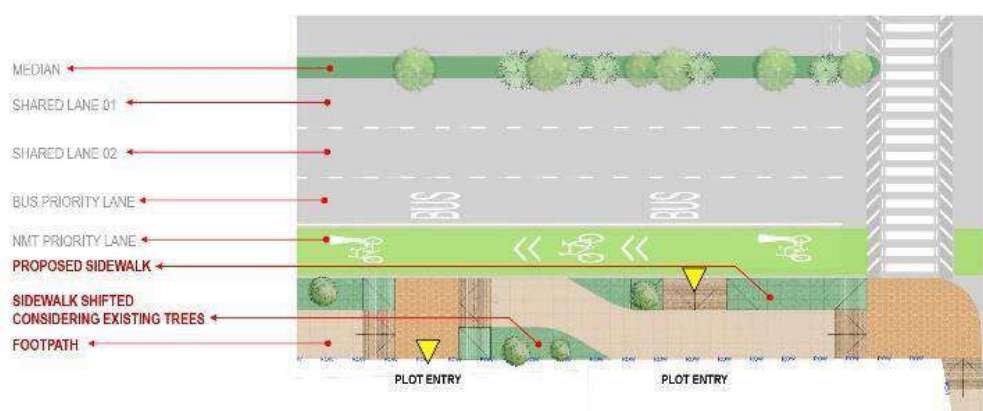 MEDIAN
SHARED LANE 01
SHARED LANE 02
BUS PRIORITY LANE
BUS
BUS
NMT PRIORITY LANE
PROPOSED SIDEWALK
SIDEWALK SHIFTED
CONSIDERING EXISTING TREES
FOOTPATH
PLOT ENTRY
PLOT ENTRY